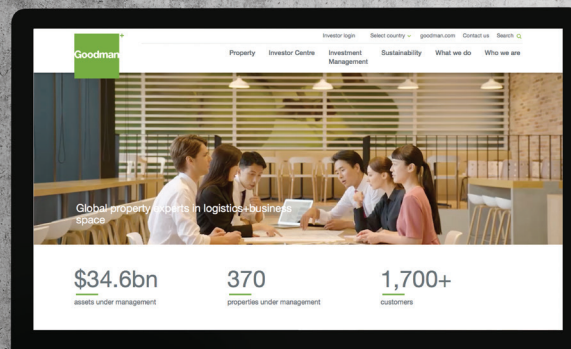 Investor login Select country goodman.com Contact us Search
Goodman+
Property Investor Centre Investment Management Sustainability What we do Who we are
Global property experts in logistics+business
space
$34.6bn 370 1,700+
assets under management properties under management customers